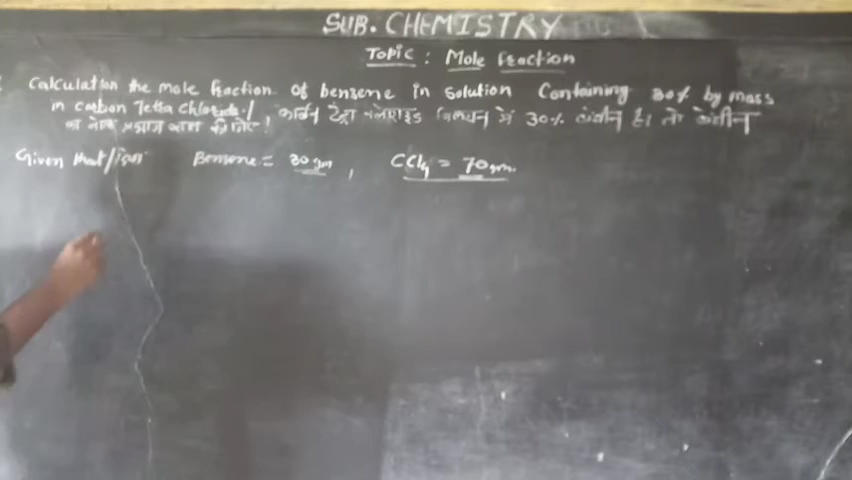 SUB. CHEMISTRY
Topic : Mole Fraction
Calculation the mole fraction of benzene in solution Containing 30% by mass
in carbon Tetra Chloride / कार्बन टेट्रा क्लोराइड विलयन में 30% बेंजीन है। तो बेंजीन
का मोल
Given that / दिया Benzene = 30 gm , CCl4 = 70 gm.